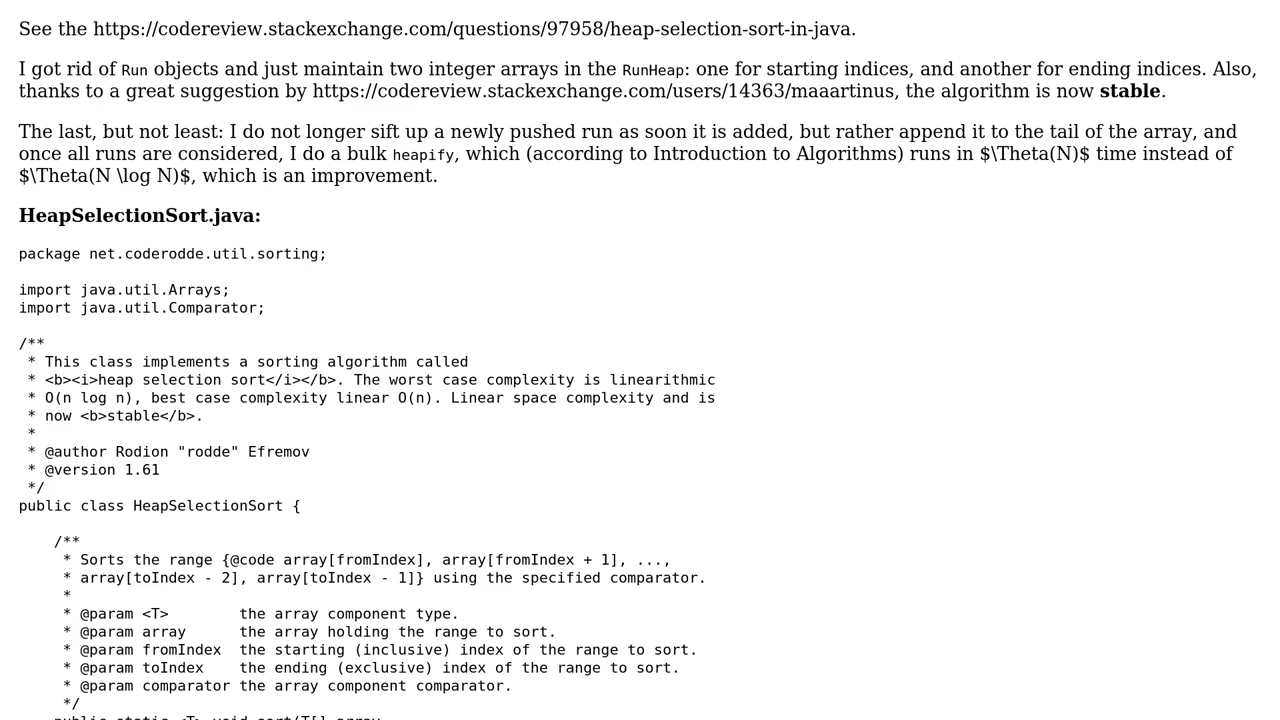 See the https://codereview.stackexchange.com/questions/97958/heap-selection-sort-in-java.
I got rid of Run objects and just maintain two integer arrays in the RunHeap: one for starting indices, and another for ending indices. Also,
thanks to a great suggestion by https://codereview.stackexchange.com/users/14363/maaartinus, the algorithm is now stable.
The last, but not least: I do not longer sift up a newly pushed run as soon it is added, but rather append it to the tail of the array, and
once all runs are considered, I do a bulk heapify, which (according to Introduction to Algorithms) runs in $\Theta(N)$ time instead of
$\Theta(N \log N)$, which is an improvement.
HeapSelectionSort.java:
package net.coderodde.util.sorting;
import java.util.Arrays;
import java.util.Comparator;
/**
 * This class implements a sorting algorithm called
 * <b><i>heap selection sort</i></b>. The worst case complexity is linearithmic
 * O(n log n), best case complexity linear O(n). Linear space complexity and is
 * now <b>stable</b>.
 *
 * @author Rodion "rodde" Efremov
 * @version 1.61
 */
public class HeapSelectionSort {
    /**
     * Sorts the range {@code array[fromIndex], array[fromIndex + 1], ...,
     * array[toIndex - 2], array[toIndex - 1]} using the specified comparator.
     *
     * @param <T>        the array component type.
     * @param array      the array holding the range to sort.
     * @param fromIndex  the starting (inclusive) index of the range to sort.
     * @param toIndex    the ending (exclusive) index of the range to sort.
     * @param comparator the array component comparator.
     */
    public static <T> void sort(T[] array,